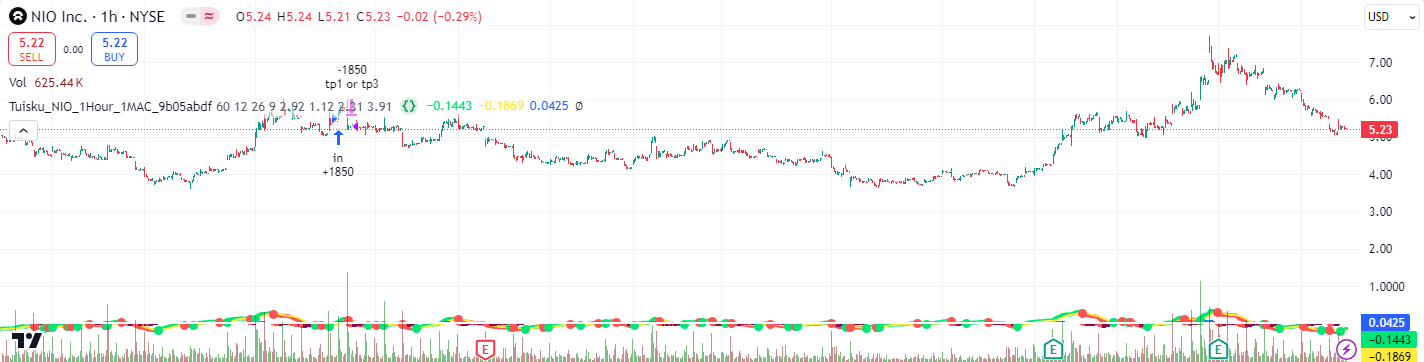 NIO Inc. · 1h · NYSE O5.24 H5.24 L5.21 C5.23 −0.02 (−0.29%)
USD
5.22 SELL
0.00
5.22 BUY
Vol 625.44 K
-1850
tp1 or tp3
Tuisku_NIO_1Hour_1MAC_9b05abdf 60 12 26 9 2.92 1.12 3.91 −0.1443 −0.1869 0.0425 Ø
in
+1850
7.00
6.00
5.23
4.00
3.00
2.00
1.0000
0.0425
−0.1443
−0.1869
E
E
E